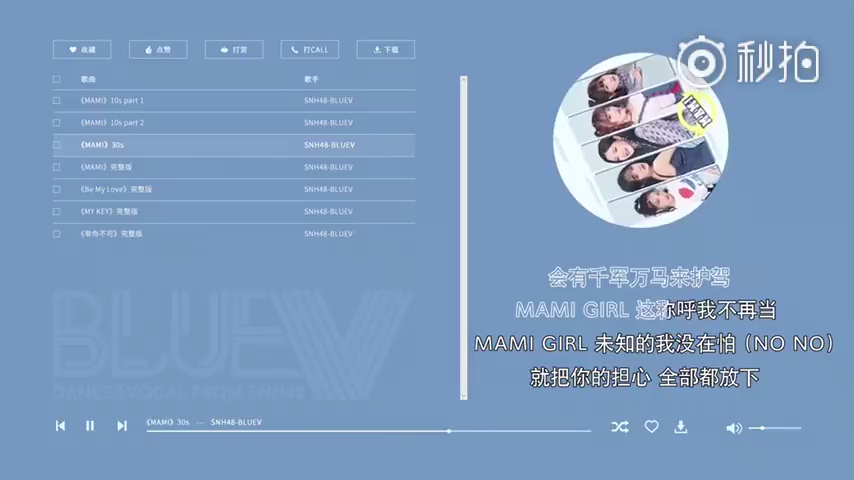 秒拍
收藏 点赞 打赏 打CALL 下载
歌曲 歌手
《MAMI》10s part 1 SNH48-BLUEV
《MAMI》10s part 2 SNH48-BLUEV
《MAMI》30s SNH48-BLUEV
《MAMI》完整版 SNH48-BLUEV
《Be My Love》完整版 SNH48-BLUEV
《MY KEY》完整版 SNH48-BLUEV
《非你不可》完整版 SNH48-BLUEV
BLUEV
DANCE&VOCAL FROM SNH48
MAMI
会有千军万马来护驾
MAMI GIRL 这称呼我不再当
MAMI GIRL 未知的我没在怕 (NO NO)
就把你的担心 全部都放下
《MAMI》30s --- SNH48-BLUEV